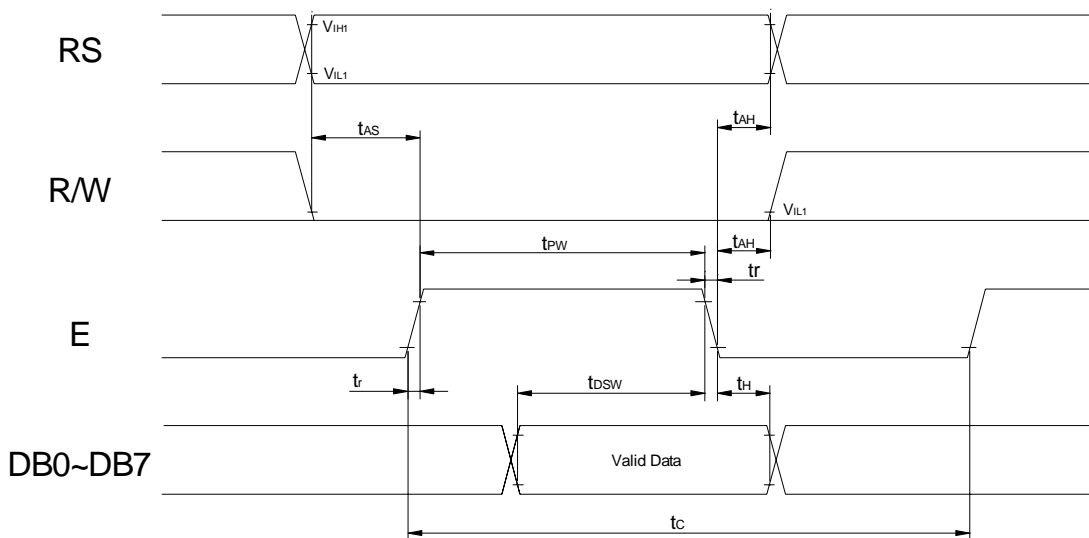 RS
VIH1
VIL1
tAS
tAH
R/W
VIL1
tPW
tAH
tr
E
tr
tDSW
tH
DB0~DB7
Valid Data
tC